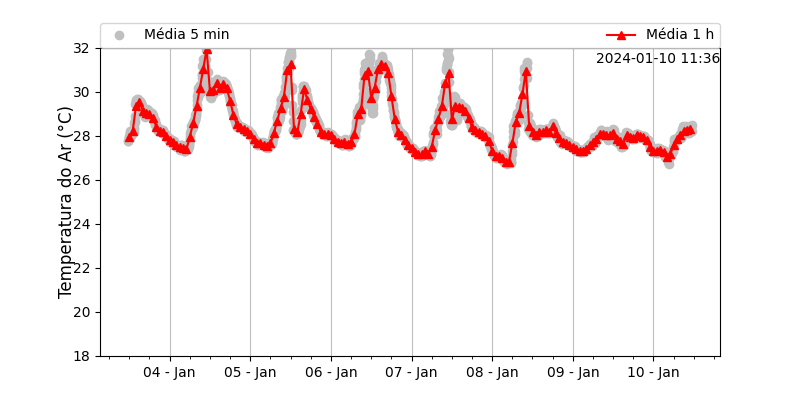 Média 5 min
Média 1 h
2024-01-10 11:36
Temperatura do Ar (°C)
32
30
28
26
24
22
20
18
04 - Jan
05 - Jan
06 - Jan
07 - Jan
08 - Jan
09 - Jan
10 - Jan